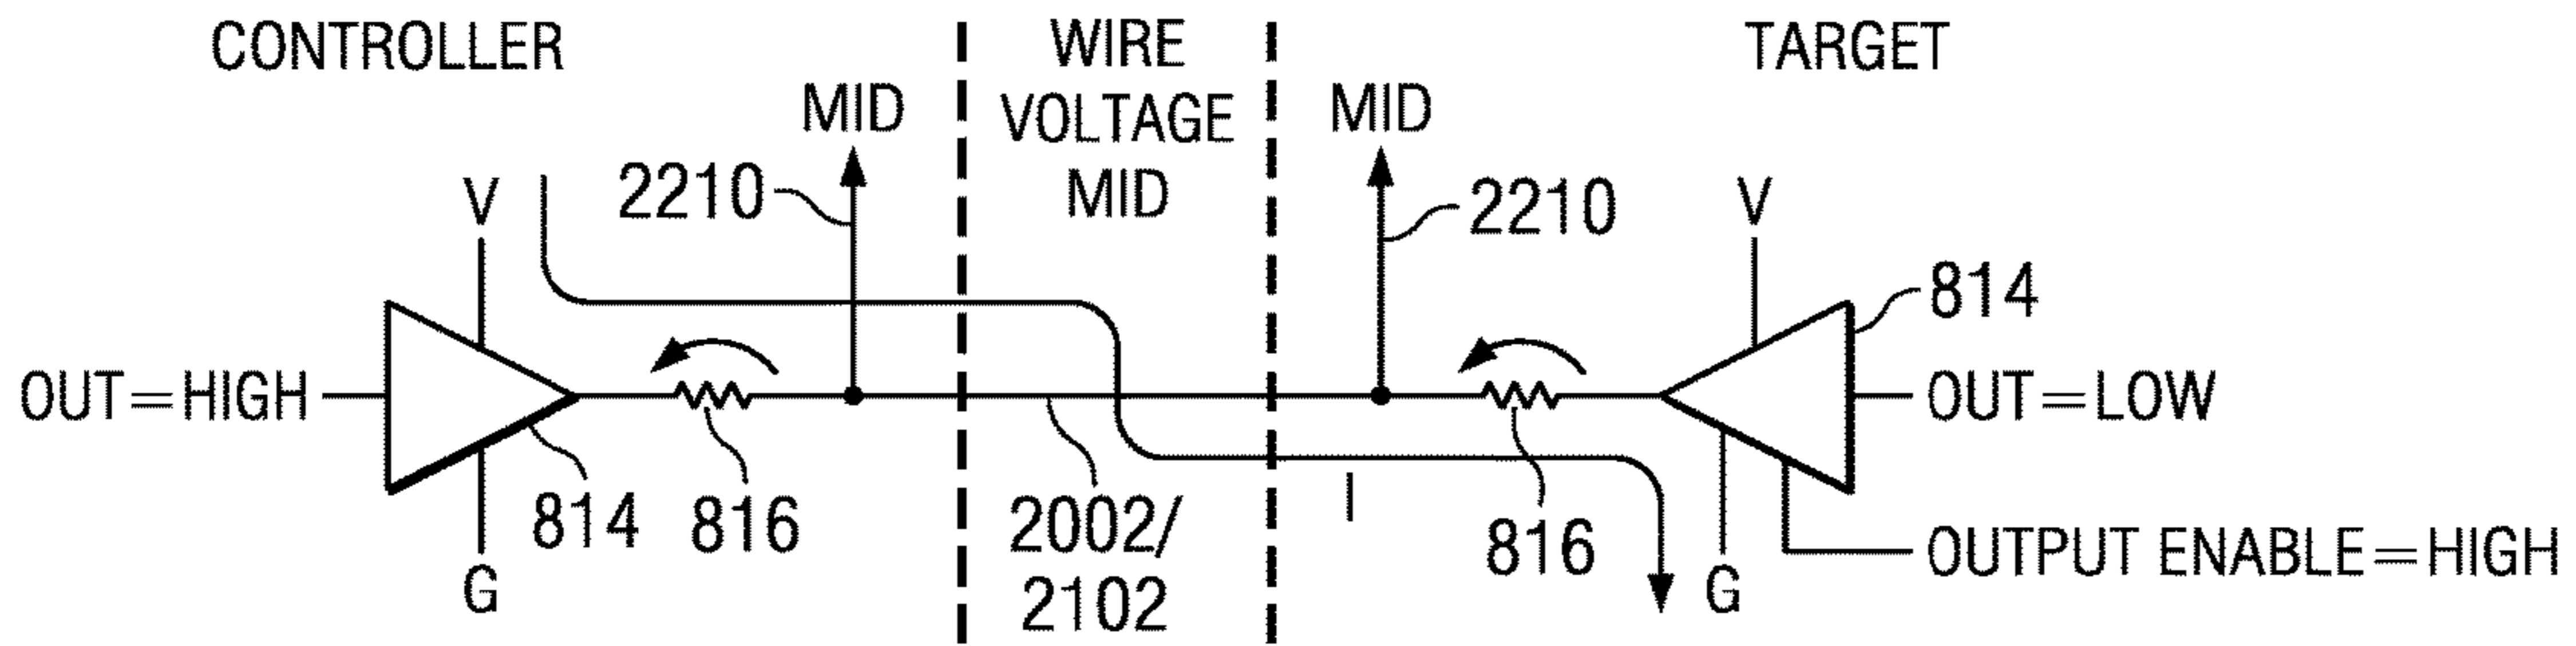 CONTROLLER
WIRE
VOLTAGE
MID
TARGET
MID
MID
2210
2210
V
V
814
OUT=HIGH
OUT=LOW
814
816
2002/
2102
I
816
OUTPUT ENABLE=HIGH
G
G